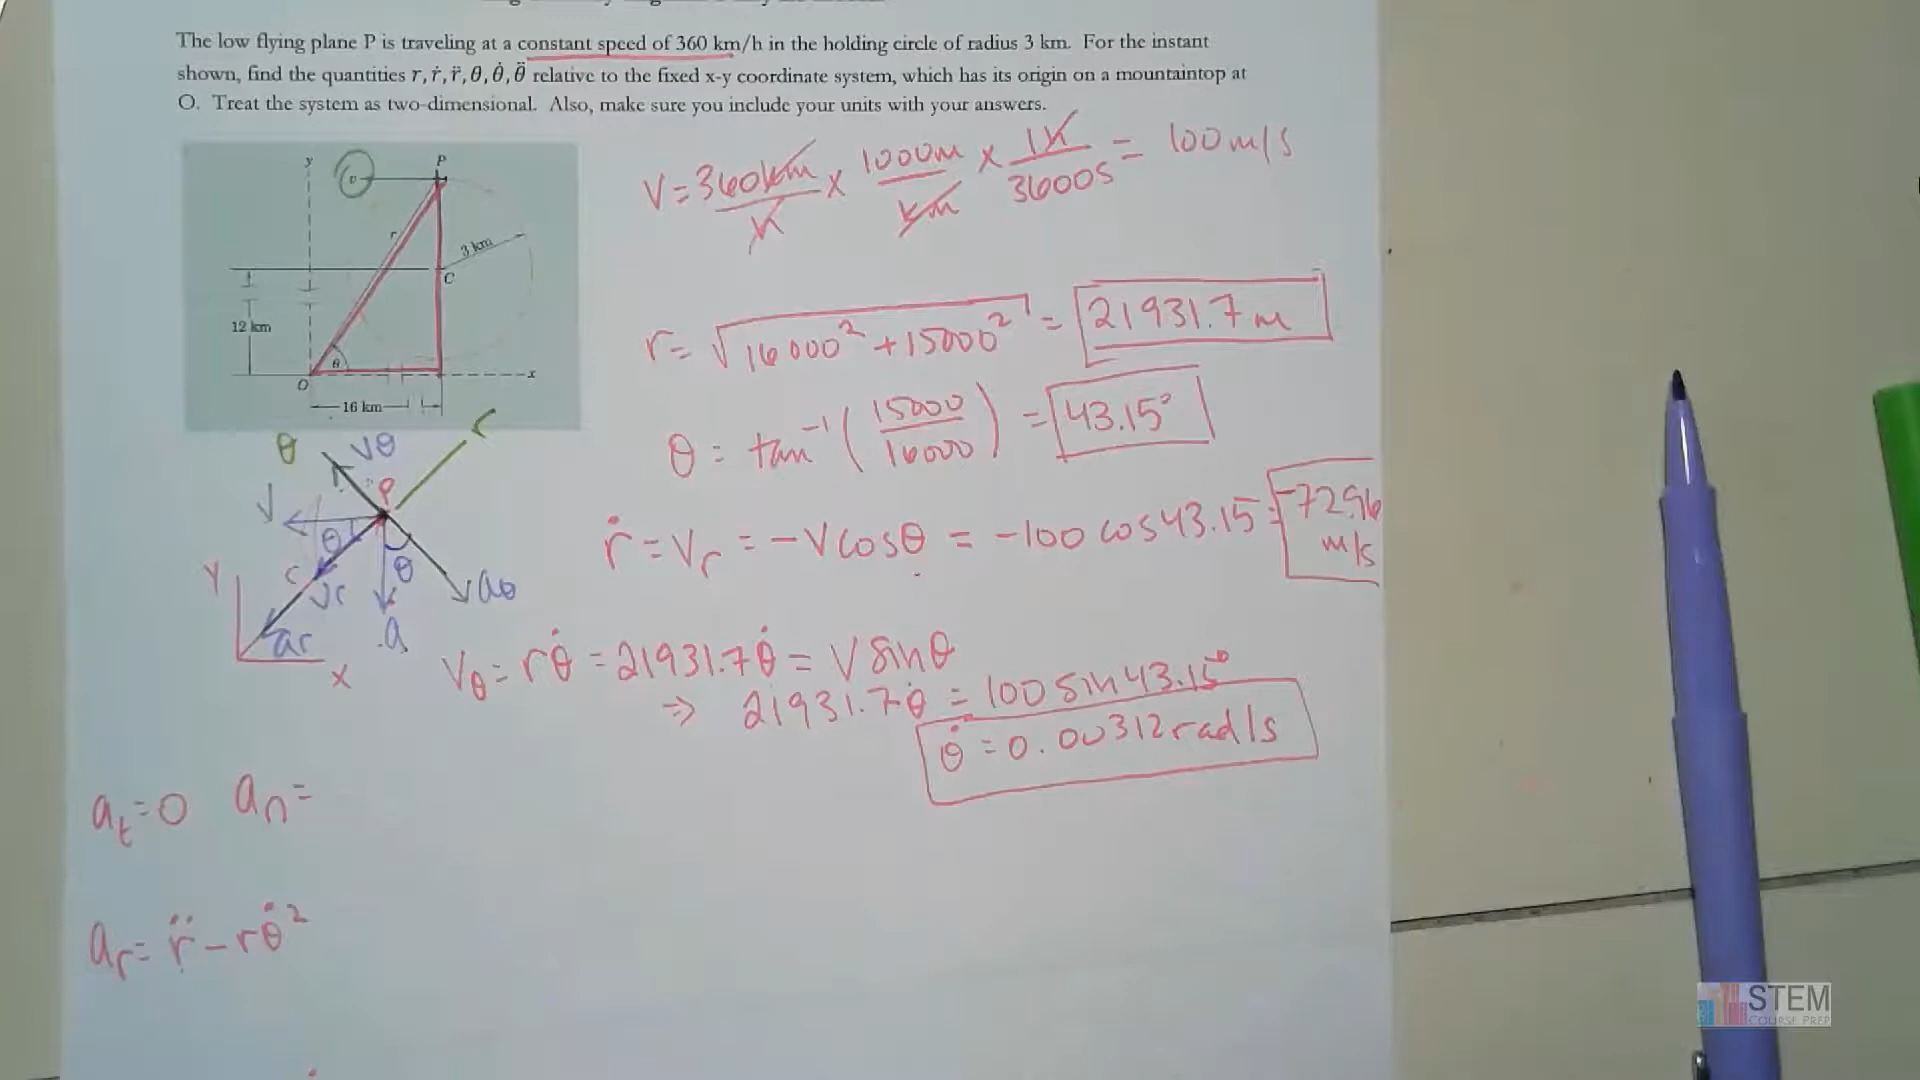 The low flying plane P is traveling at a constant speed of 360 km/h in the holding circle of radius 3 km. For the instant
shown, find the quantities r, ṙ, r̈, θ, θ̇, θ̈ relative to the fixed x-y coordinate system, which has its origin on a mountaintop at
O. Treat the system as two-dimensional. Also, make sure you include your units with your answers.
y
v
P
r
3 km
C
12 km
θ
O
x
16 km
V = 360 km/h × 1000m/km × 1h/3600s = 100 m/s
r = √16000² + 15000² = 21931.7 m
θ = tan⁻¹(15000/16000) = 43.15°
ṙ = Vr = -Vcosθ = -100 cos 43.15 = -72.96 m/s
θ
Vθ
r
P
V
θ
C
Vr
θ
aθ
a
ar
Y
X
Vθ = rθ̇ = 21931.7θ̇ = V sinθ
⇒ 21931.7θ̇ = 100 sin 43.15°
θ̇ = 0.00312 rad/s
at = 0 an =
ar = r̈ - rθ̇²
STEM
COURSE PREP